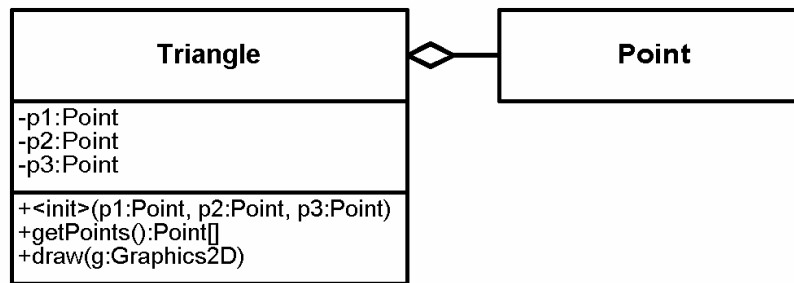 Triangle
Point
-p1:Point
-p2:Point
-p3:Point
+<init>(p1:Point, p2:Point, p3:Point)
+getPoints():Point[]
+draw(g:Graphics2D)